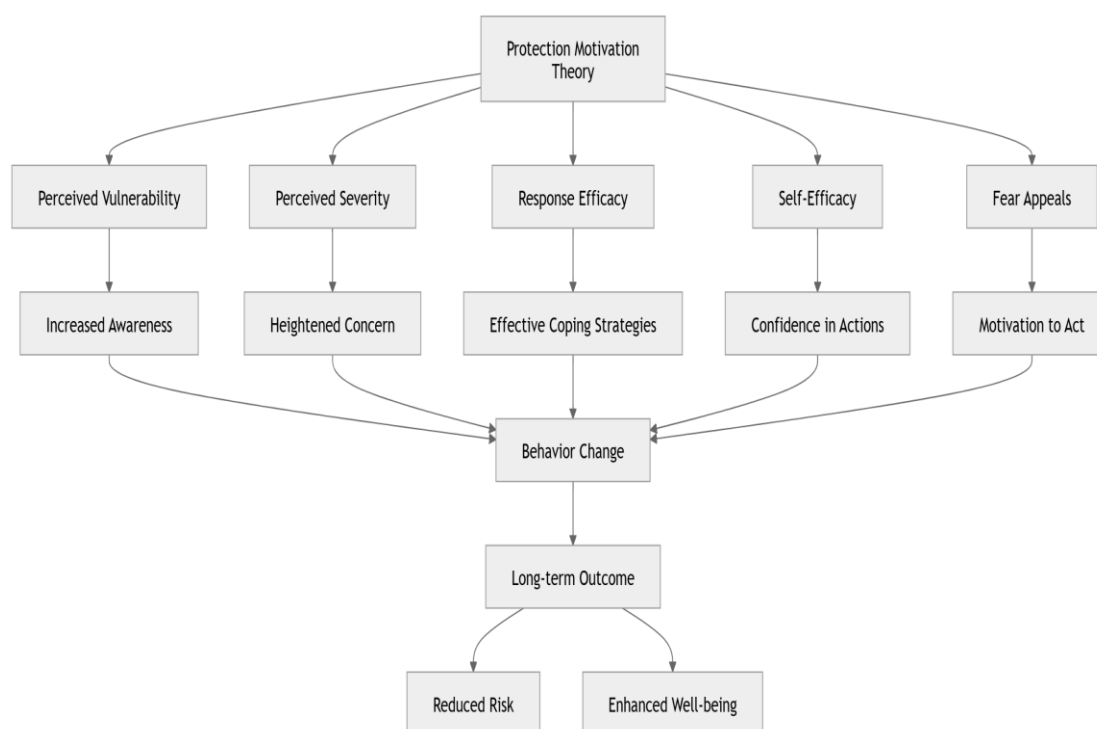 Protection Motivation
Theory
Perceived Vulnerability
Perceived Severity
Response Efficacy
Self-Efficacy
Fear Appeals
Increased Awareness
Heightened Concern
Effective Coping Strategies
Confidence in Actions
Motivation to Act
Behavior Change
Long-term Outcome
Reduced Risk
Enhanced Well-being